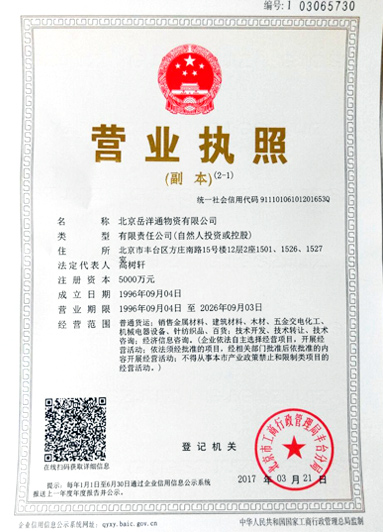 编号:1 03065730
营业执照
(副 本)(2-1)
统一社会信用代码 91110106101201653Q
名 称 北京岳洋通物资有限公司
类 型 有限责任公司(自然人投资或控股)
住 所 北京市丰台区方庄南路15号楼12层2座1501、1526、1527
室
法定代表人 高树轩
注册资本 5000万元
成立日期 1996年09月04日
营业期限 1996年09月04日 至 2026年09月03日
经营范围 普通货运;销售金属材料、建筑材料、木材、五金交电化工、
机械电器设备、针纺织品、百货;技术开发、技术转让、技术
咨询;经济信息咨询。(企业依法自主选择经营项目,开展经
营活动;依法须经批准的项目,经相关部门批准后依批准的内
容开展经营活动;不得从事本市产业政策禁止和限制类项目的
经营活动。)
在线扫码获取详细信息
登记机关
北京市工商行政管理局丰台分局
2017 年 03 月 21 日
提示:每年1月1日至6月30日通过企业信用信息公示系统
报送上一年度年度报告并公示。
企业信用信息公示系统网址:qyxy.baic.gov.cn
中华人民共和国国家工商行政管理总局监制